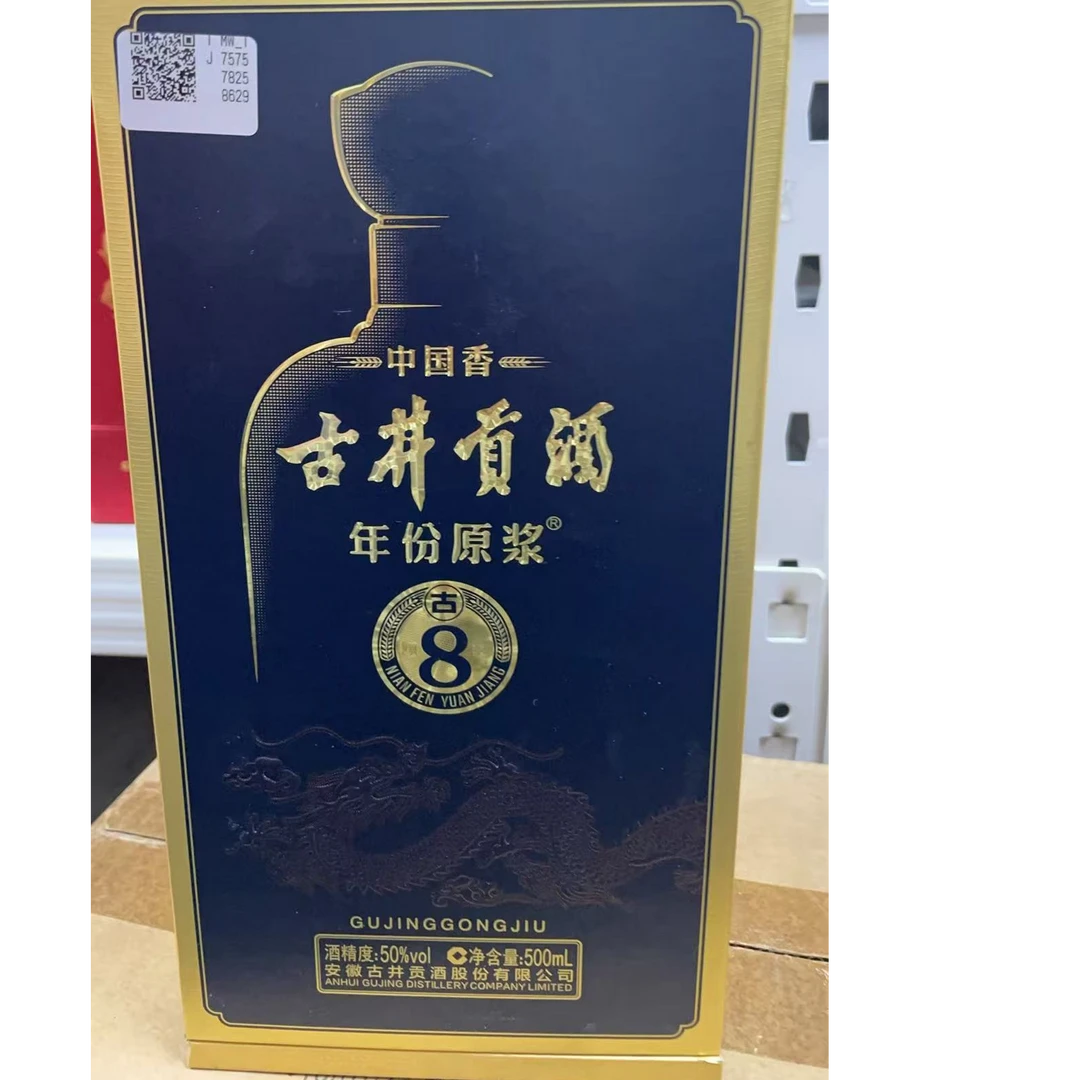 J 7575
7825
8629
中国香
古井贡酒
年份原浆®
古
8
NIAN FEN YUAN JIANG
GUJINGGONGJIU
酒精度:50%vol 净含量:500mL
安徽古井贡酒股份有限公司
ANHUI GUJING DISTILLERY COMPANY LIMITED